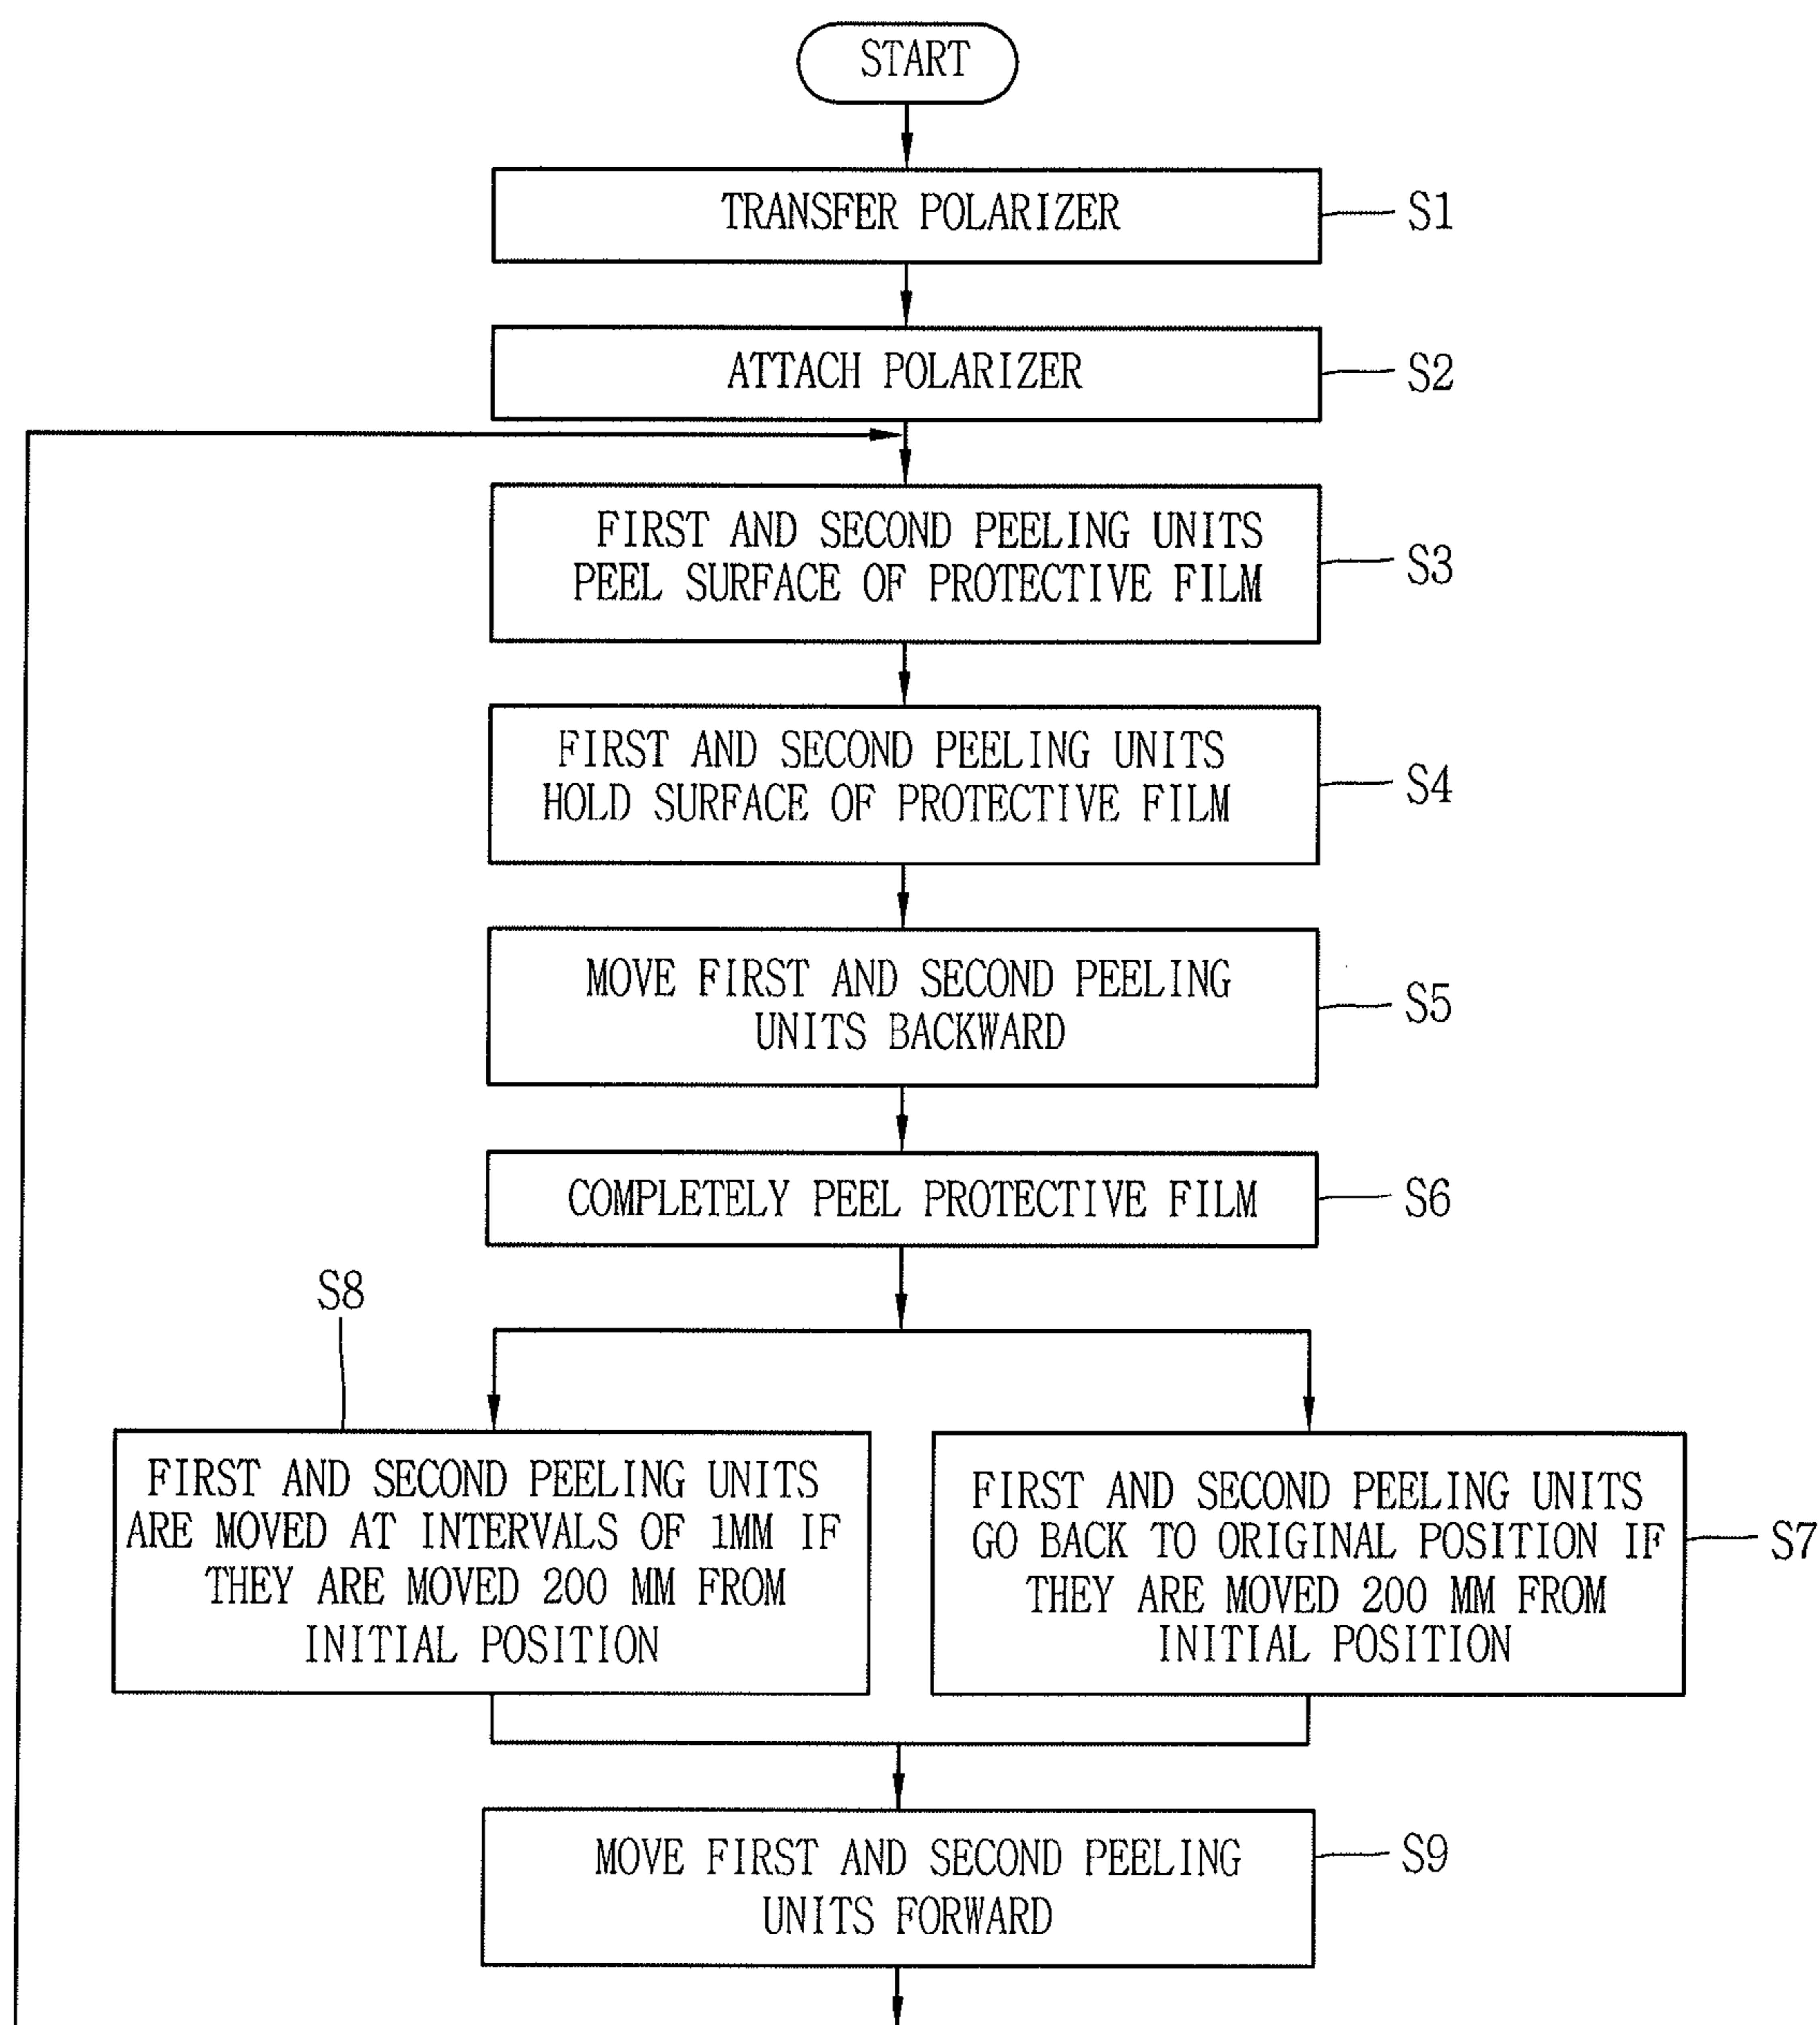 START
TRANSFER POLARIZER
S1
ATTACH POLARIZER
S2
FIRST AND SECOND PEELING UNITS
PEEL SURFACE OF PROTECTIVE FILM
S3
FIRST AND SECOND PEELING UNITS
HOLD SURFACE OF PROTECTIVE FILM
S4
MOVE FIRST AND SECOND PEELING
UNITS BACKWARD
S5
COMPLETELY PEEL PROTECTIVE FILM
S6
S8
FIRST AND SECOND PEELING UNITS
ARE MOVED AT INTERVALS OF 1MM IF
THEY ARE MOVED 200 MM FROM
INITIAL POSITION
FIRST AND SECOND PEELING UNITS
GO BACK TO ORIGINAL POSITION IF
THEY ARE MOVED 200 MM FROM
INITIAL POSITION
S7
MOVE FIRST AND SECOND PEELING
UNITS FORWARD
S9